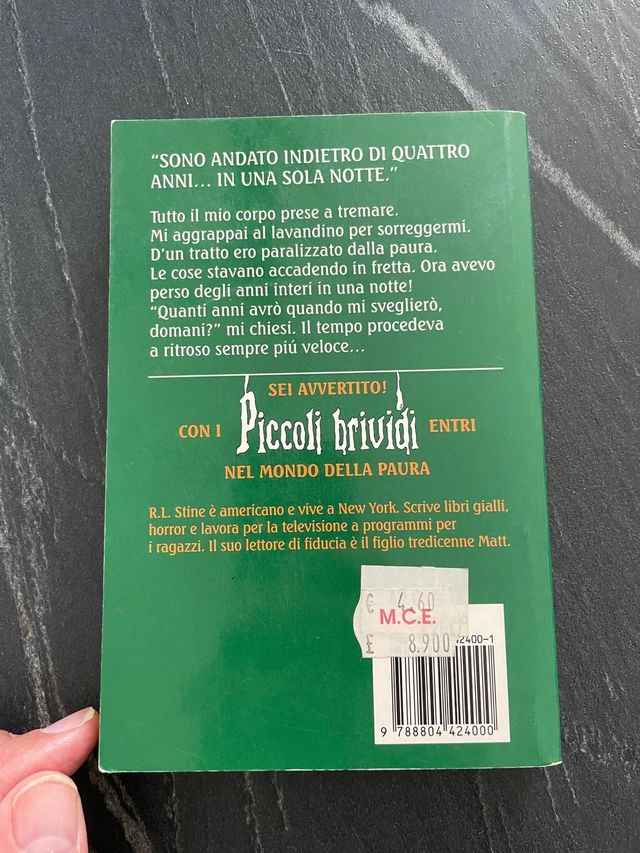 "SONO ANDATO INDIETRO DI QUATTRO
ANNI... IN UNA SOLA NOTTE."
Tutto il mio corpo prese a tremare.
Mi aggrappai al lavandino per sorreggermi.
D'un tratto ero paralizzato dalla paura.
Le cose stavano accadendo in fretta. Ora avevo
perso degli anni interi in una notte!
"Quanti anni avrò quando mi sveglierò,
domani?" mi chiesi. Il tempo procedeva
a ritroso sempre piú veloce...
SEI AVVERTITO!
CON I Piccoli brividi ENTRI
NEL MONDO DELLA PAURA
R.L. Stine è americano e vive a New York. Scrive libri gialli,
horror e lavora per la televisione a programmi per
i ragazzi. Il suo lettore di fiducia è il figlio tredicenne Matt.
€ 4.60
M.C.E.
£ 8.900
42400-1
9 788804 424000